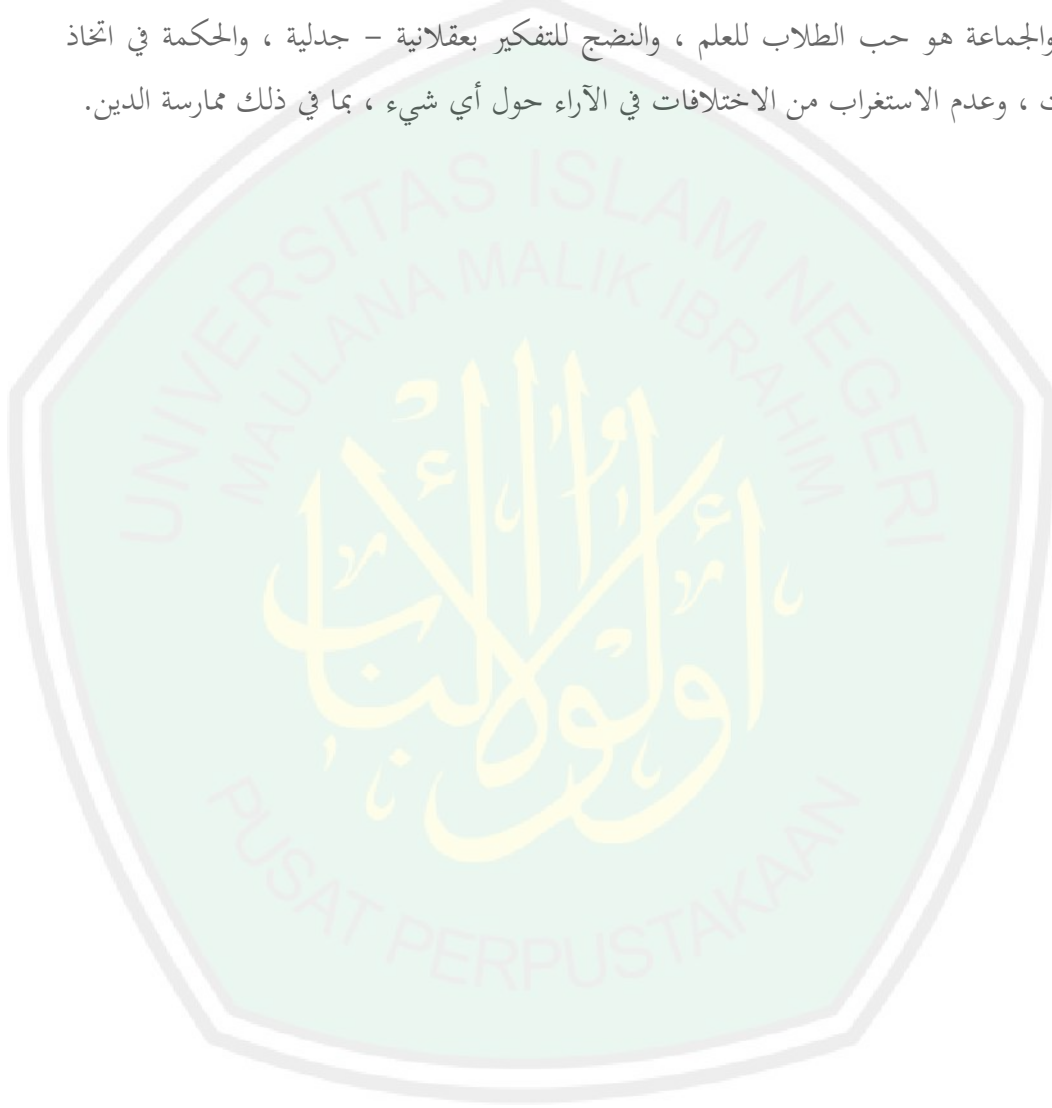 والجماعة هو حب الطلاب للعلم ، والنضج للتفكير بعقلانية – جدلية ، والحكمة في اتخاذ
، وعدم الاستغراب من الاختلافات في الآراء حول أي شيء ، بما في ذلك ممارسة الدين.
UNIVERSITAS ISLAM NEGERI
MAULANA MALIK IBRAHIM
أولوا الألباب
PUSAT PERPUSTAKAAN